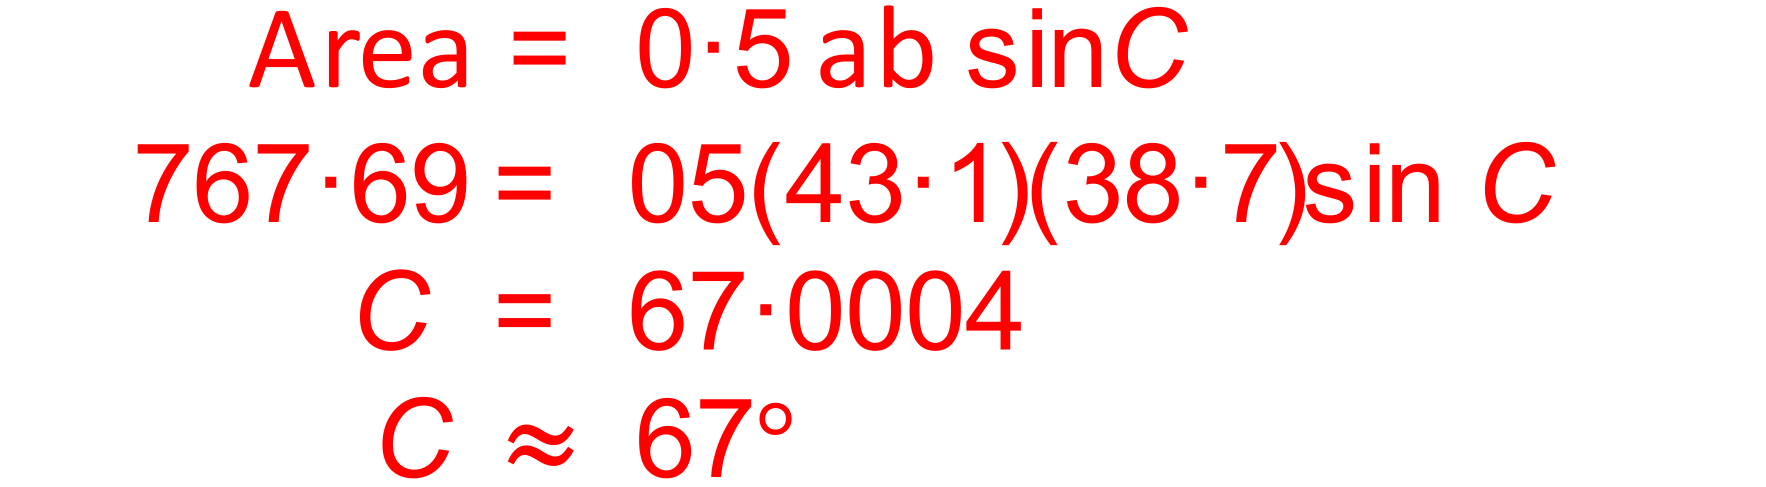 Area = 0·5 ab sinC
767·69 = 05(43·1)(38·7)sin C
C = 67·0004
C ≈ 67°